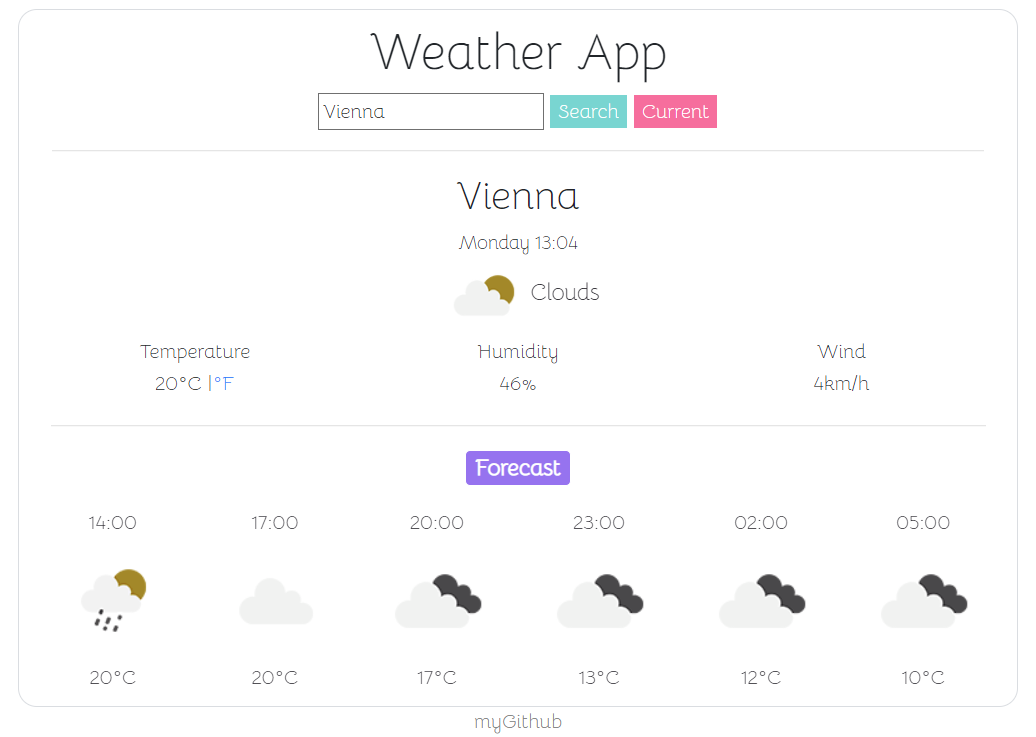 Weather App
Vienna Search Current
Vienna
Monday 13:04
Clouds
Temperature Humidity Wind
20°C |°F 46% 4km/h
Forecast
14:00 17:00 20:00 23:00 02:00 05:00
20°C 20°C 17°C 13°C 12°C 10°C
myGithub